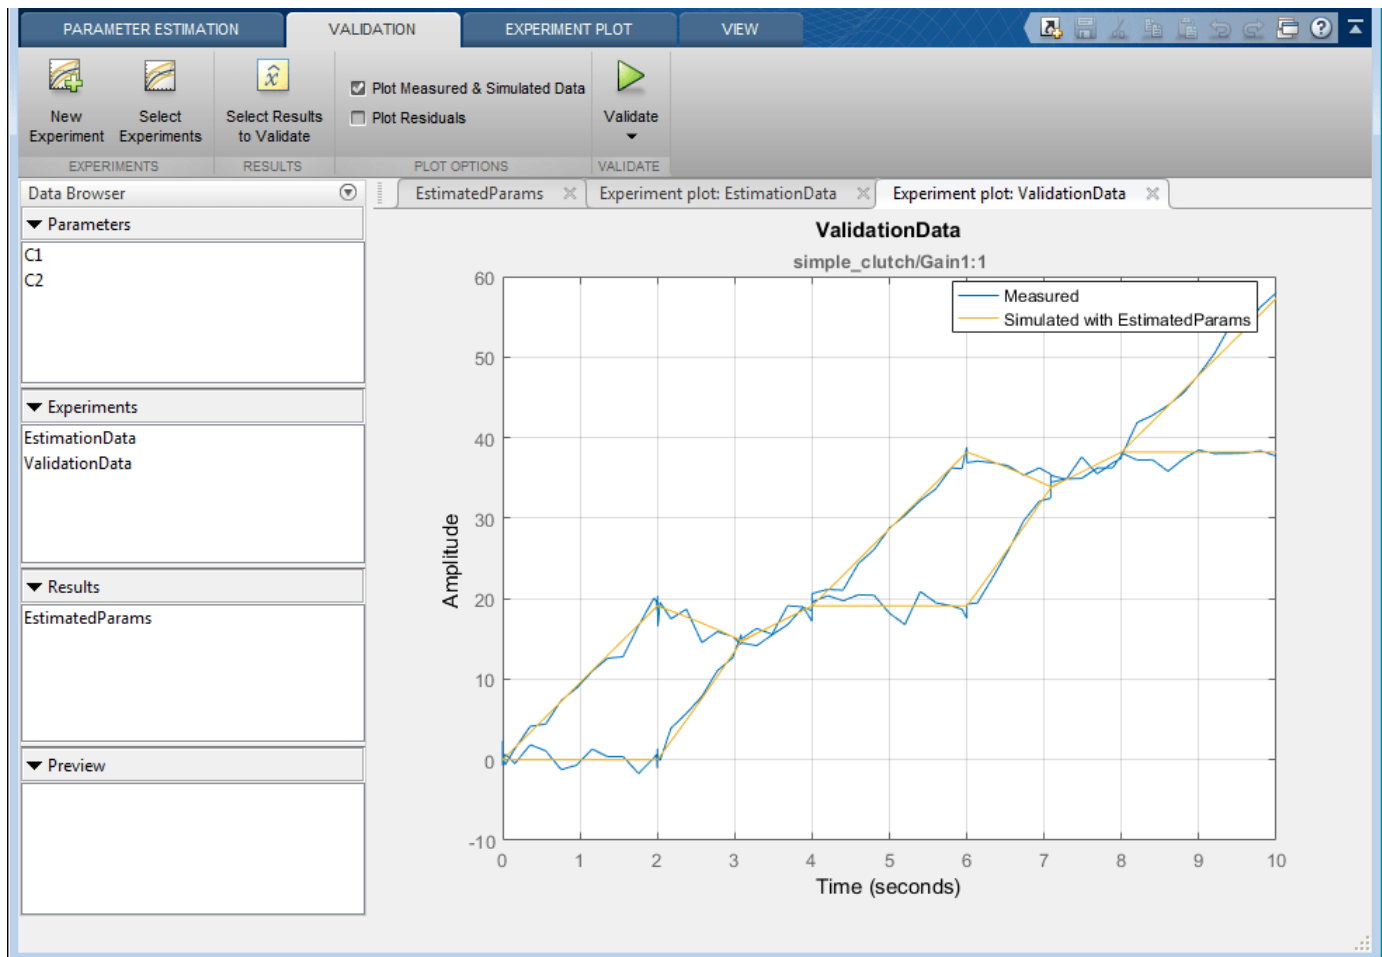 PARAMETER ESTIMATION VALIDATION EXPERIMENT PLOT VIEW
New Experiment
Select Experiments
Select Results to Validate
Plot Measured & Simulated Data
Plot Residuals
Validate
EXPERIMENTS RESULTS PLOT OPTIONS VALIDATE
Data Browser
Parameters
C1
C2
Experiments
EstimationData
ValidationData
Results
EstimatedParams
Preview
EstimatedParams Experiment plot: EstimationData Experiment plot: ValidationData
ValidationData
simple_clutch/Gain1:1
Measured
Simulated with EstimatedParams
60
50
40
30
20
10
0
-10
Amplitude
0 1 2 3 4 5 6 7 8 9 10
Time (seconds)